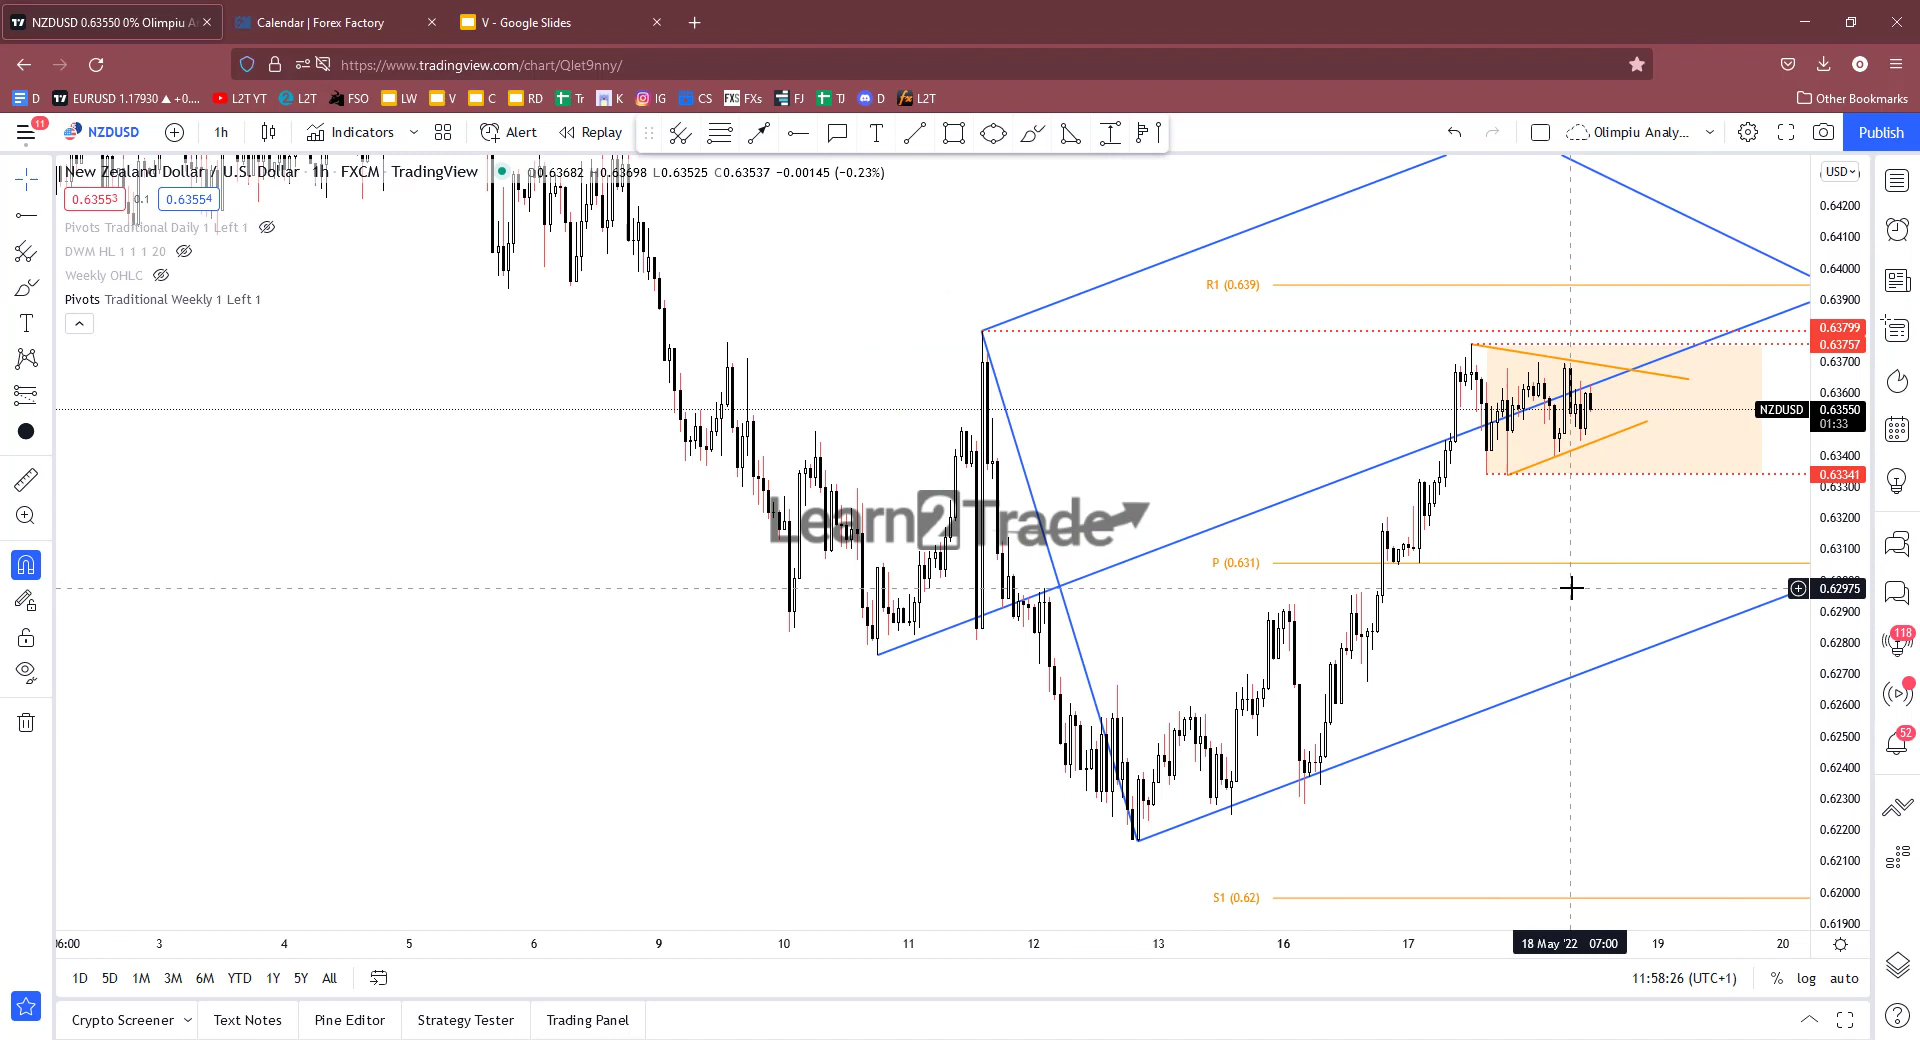 NZDUSD 0.63550 0% Olimpiu An
Calendar | Forex Factory
V - Google Slides
https://www.tradingview.com/chart/Qlet9nny/
D
EURUSD 1.17930 ▲ +0....
L2T YT
L2T
FSO
LW
V
C
RD
Tr
K
IG
CS
FXS FXs
FJ
TJ
D
fx L2T
Other Bookmarks
11
NZDUSD
1h
Indicators
Alert
Replay
Olimpiu Analy...
Publish
New Zealand Dollar / U.S. Dollar · 1h · FXCM · TradingView
O0.63682 H0.63698 L0.63525 C0.63537 −0.00145 (−0.23%)
USD
0.63553
0.1
0.63554
Pivots Traditional Daily 1 Left 1
DWM HL 1 1 1 20
Weekly OHLC
Pivots Traditional Weekly 1 Left 1
0.64200
0.64100
0.64000
R1 (0.639)
0.63900
0.63799
0.63757
0.63700
0.63600
NZDUSD
0.63550
01:33
0.63400
0.63341
0.63300
Learn2Trade
0.63200
0.63100
P (0.631)
0.62975
0.62900
0.62800
0.62700
0.62600
0.62500
0.62400
0.62300
0.62200
0.62100
0.62000
S1 (0.62)
0.61900
118
52
06:00
3
4
5
6
9
10
11
12
13
16
17
18 May '22 07:00
19
20
1D
5D
1M
3M
6M
YTD
1Y
5Y
All
11:58:26 (UTC+1)
%
log
auto
Crypto Screener
Text Notes
Pine Editor
Strategy Tester
Trading Panel